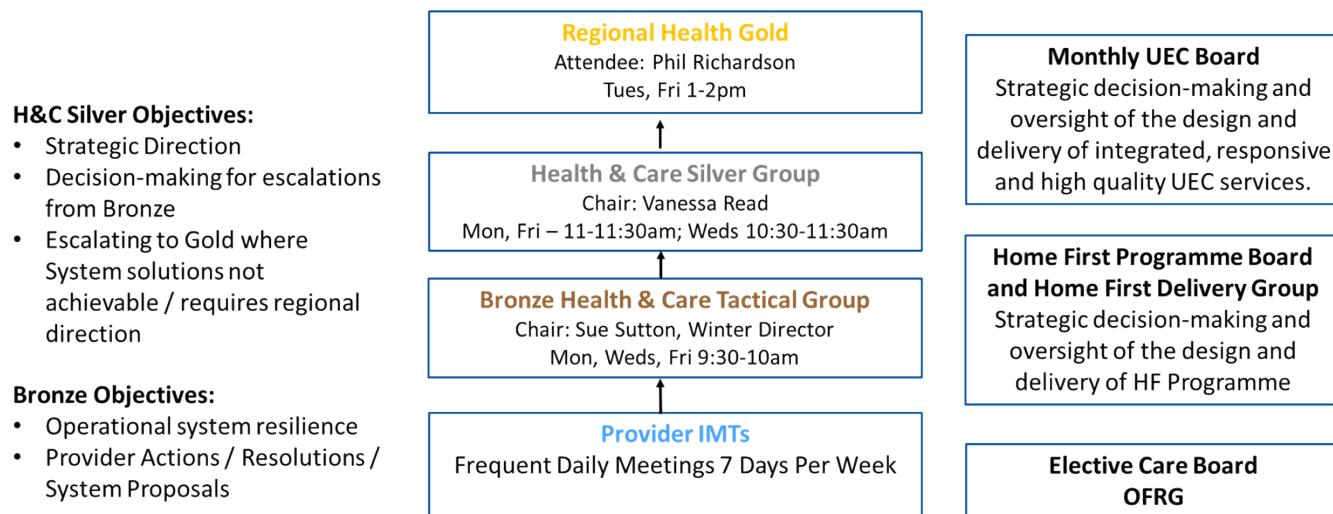 H&C Silver Objectives:
• Strategic Direction
• Decision-making for escalations
from Bronze
• Escalating to Gold where
System solutions not
achievable / requires regional
direction
Bronze Objectives:
• Operational system resilience
• Provider Actions / Resolutions /
System Proposals
Regional Health Gold
Attendee: Phil Richardson
Tues, Fri 1-2pm
Health & Care Silver Group
Chair: Vanessa Read
Mon, Fri – 11-11:30am; Weds 10:30-11:30am
Bronze Health & Care Tactical Group
Chair: Sue Sutton, Winter Director
Mon, Weds, Fri 9:30-10am
Provider IMTs
Frequent Daily Meetings 7 Days Per Week
Monthly UEC Board
Strategic decision-making and
oversight of the design and
delivery of integrated, responsive
and high quality UEC services.
Home First Programme Board
and Home First Delivery Group
Strategic decision-making and
oversight of the design and
delivery of HF Programme
Elective Care Board
OFRG